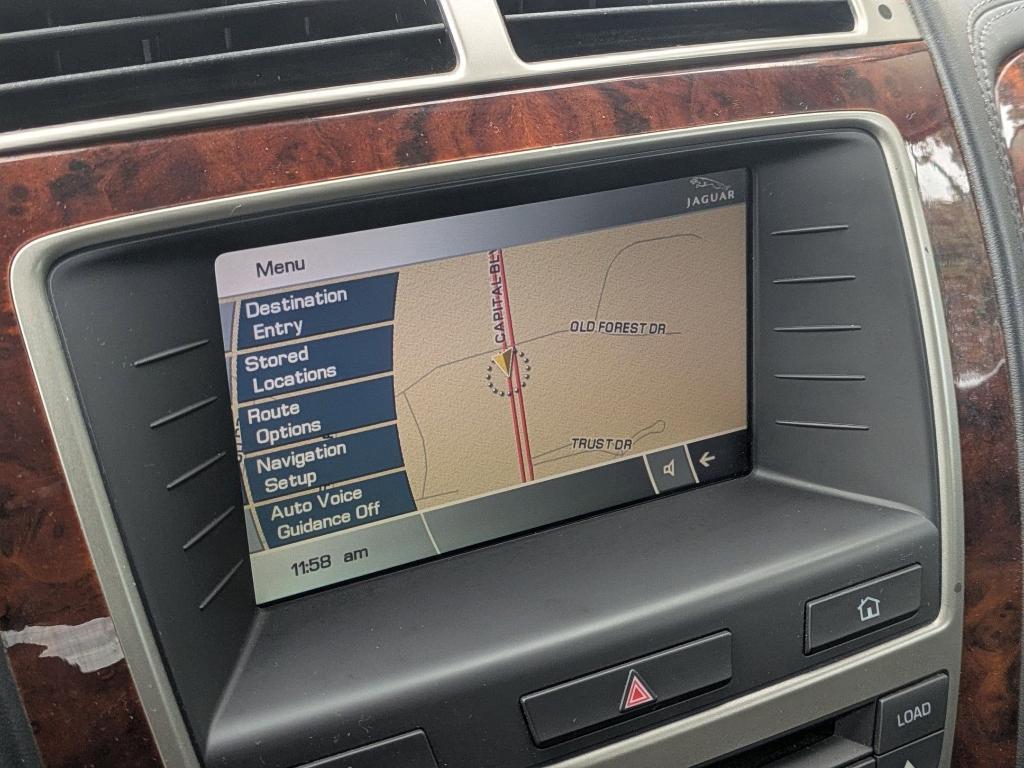 JAGUAR
Menu
Destination
Entry
Stored
Locations
Route
Options
Navigation
Setup
Auto Voice
Guidance Off
CAPITAL BL
OLD FOREST DR
TRUST DR
11:58 am
LOAD